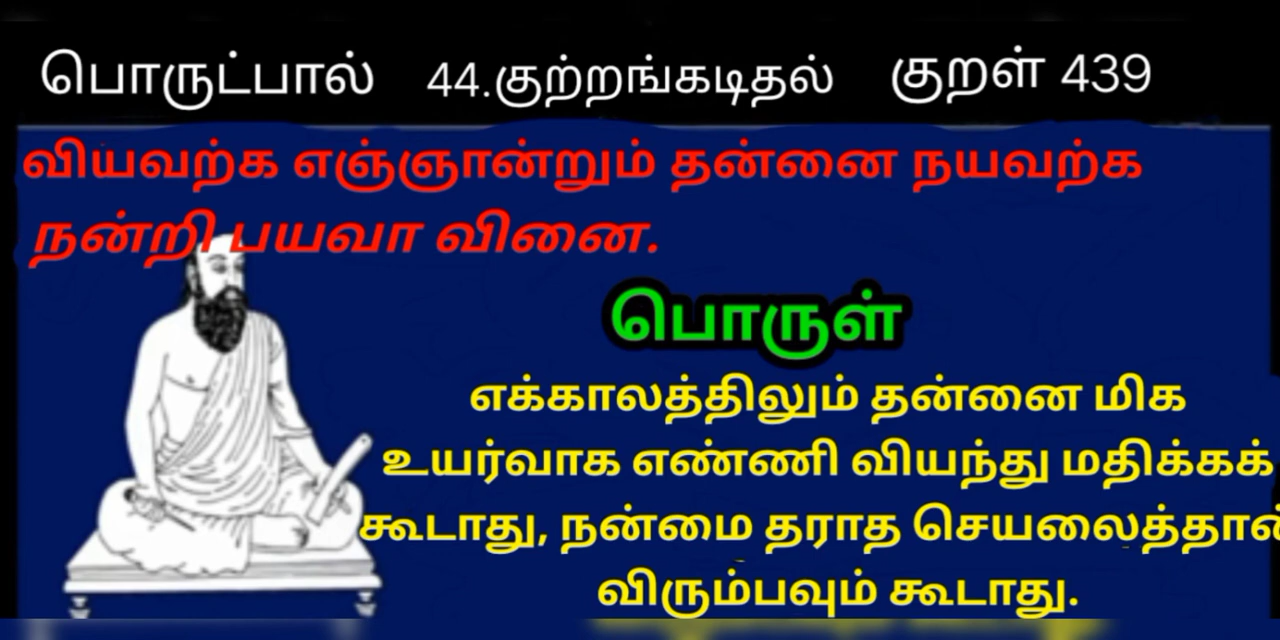 பொருட்பால் 44.குற்றங்கடிதல் குறள் 439
வியவற்க எஞ்ஞான்றும் தன்னை நயவற்க
நன்றி பயவா வினை.
பொருள்
எக்காலத்திலும் தன்னை மிக
உயர்வாக எண்ணி வியந்து மதிக்கக்
கூடாது, நன்மை தராத செயலைத்தான்
விரும்பவும் கூடாது.